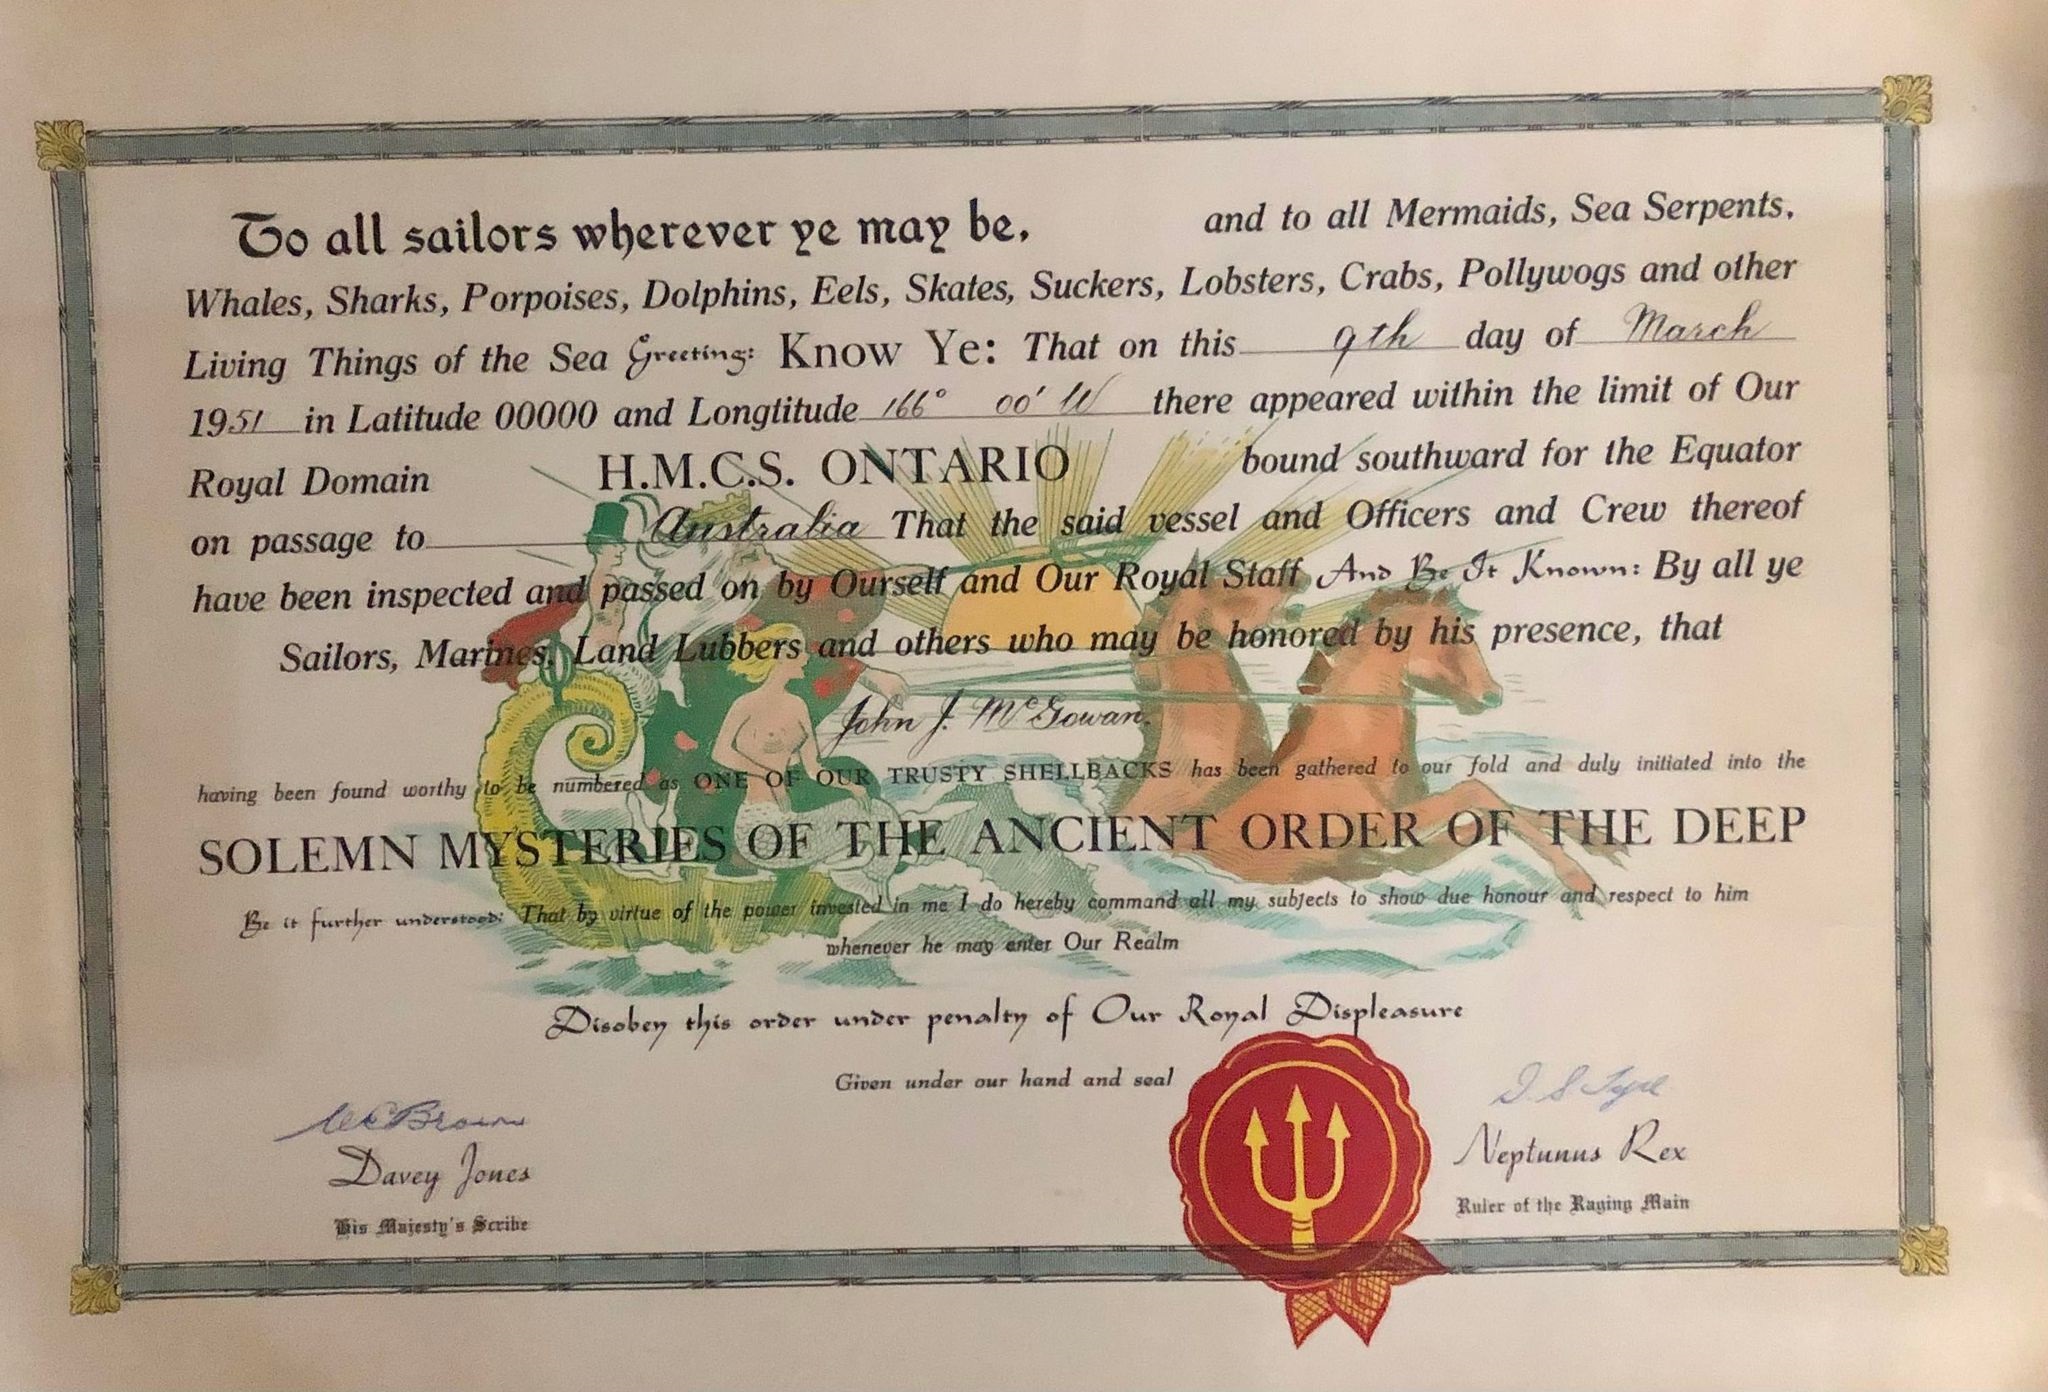 To all sailors wherever ye may be, and to all Mermaids, Sea Serpents,
Whales, Sharks, Porpoises, Dolphins, Eels, Skates, Suckers, Lobsters, Crabs, Pollywogs and other
Living Things of the Sea Greeting: Know Ye: That on this 9th day of March
1951 in Latitude 00000 and Longtitude 166° 00' W there appeared within the limit of Our
Royal Domain H.M.C.S. ONTARIO bound southward for the Equator
on passage to Australia That the said vessel and Officers and Crew thereof
have been inspected and passed on by Ourself and Our Royal Staff And Be It Known: By all ye
Sailors, Marines, Land Lubbers and others who may be honored by his presence, that
John J. McGowan.
having been found worthy to be numbered as ONE OF OUR TRUSTY SHELLBACKS has been gathered to our fold and duly initiated into the
SOLEMN MYSTERIES OF THE ANCIENT ORDER OF THE DEEP
Be it further understood: That by virtue of the power invested in me I do hereby command all my subjects to show due honour and respect to him
whenever he may enter Our Realm
Disobey this order under penalty of Our Royal Displeasure
Given under our hand and seal
Brown
Davey Jones
His Majesty's Scribe
Neptunus Rex
Ruler of the Raging Main